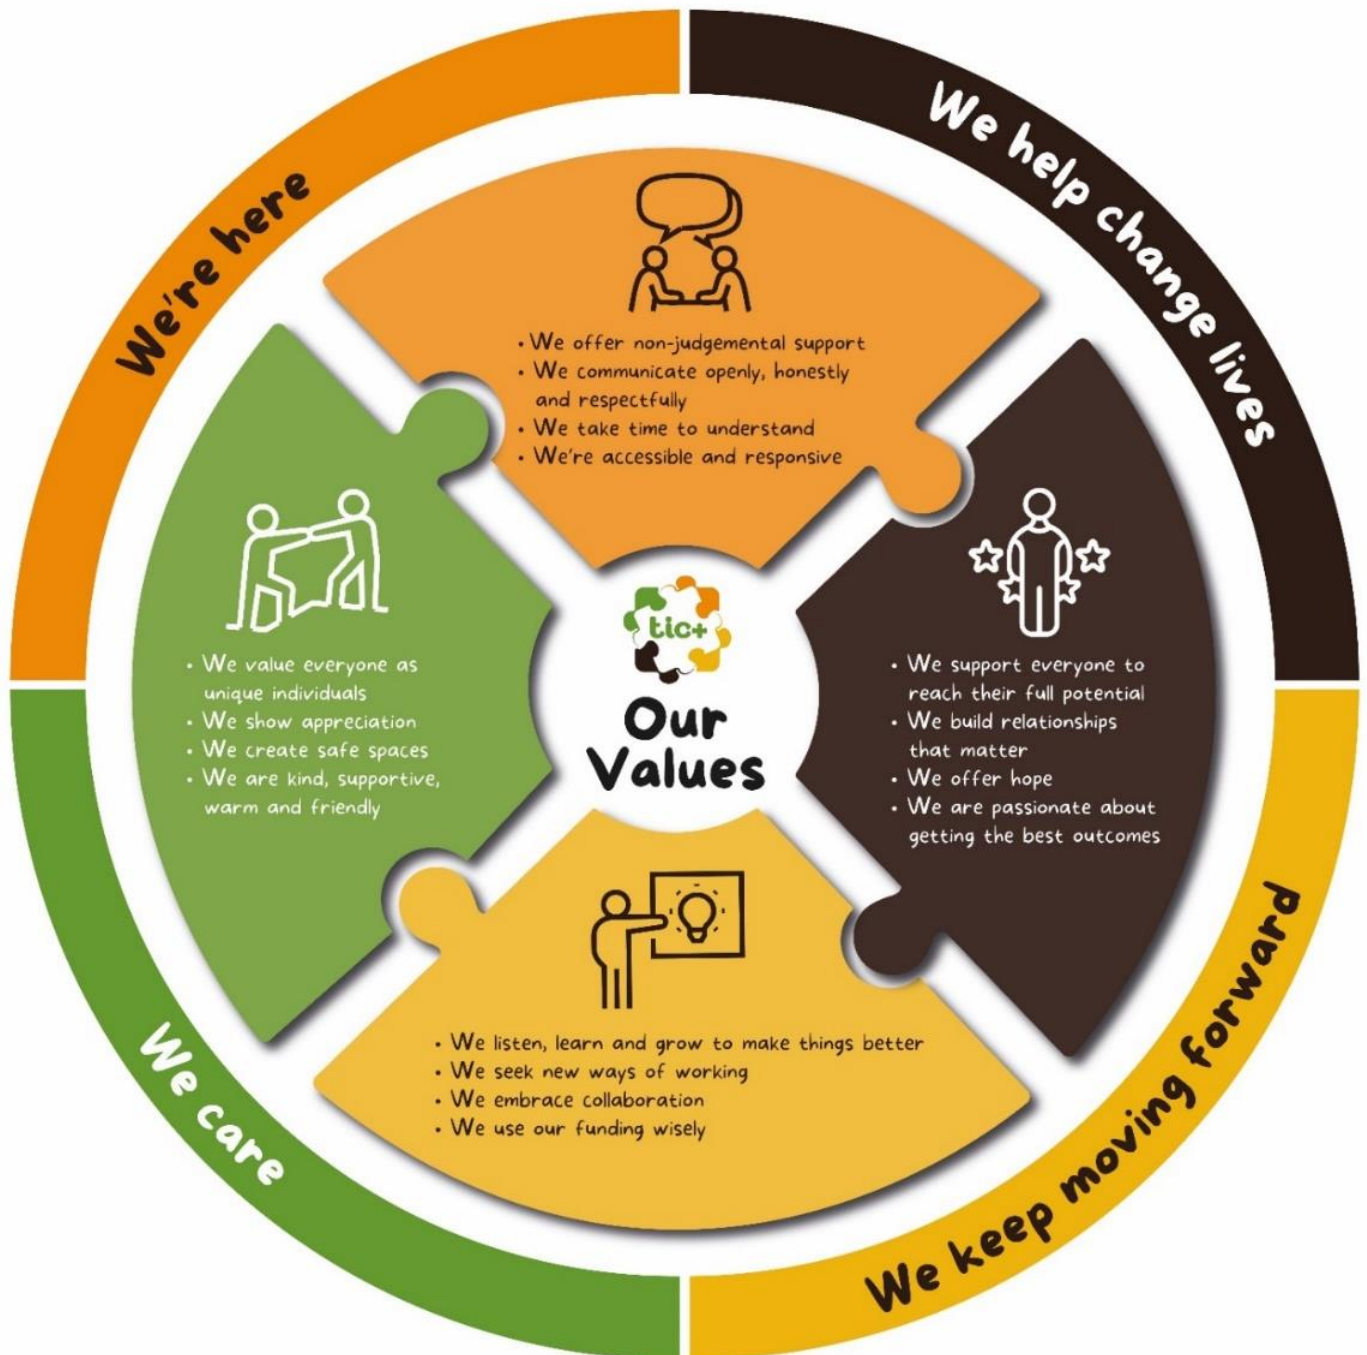 We're here
We help change lives
• We offer non-judgemental support
• We communicate openly, honestly
and respectfully
• We take time to understand
• We're accessible and responsive
• We value everyone as
unique individuals
• We show appreciation
• We create safe spaces
• We are kind, supportive,
warm and friendly
tic+
Our
Values
• We support everyone to
reach their full potential
• We build relationships
that matter
• We offer hope
• We are passionate about
getting the best outcomes
• We listen, learn and grow to make things better
• We seek new ways of working
• We embrace collaboration
• We use our funding wisely
We care
We keep moving forward